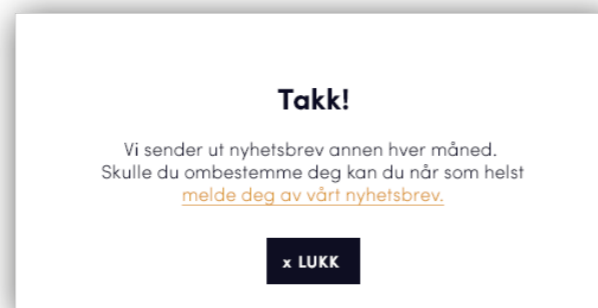 Takk!
Vi sender ut nyhetsbrev annen hver måned.
Skulle du ombestemme deg kan du når som helst
melde deg av vårt nyhetsbrev.
x LUKK